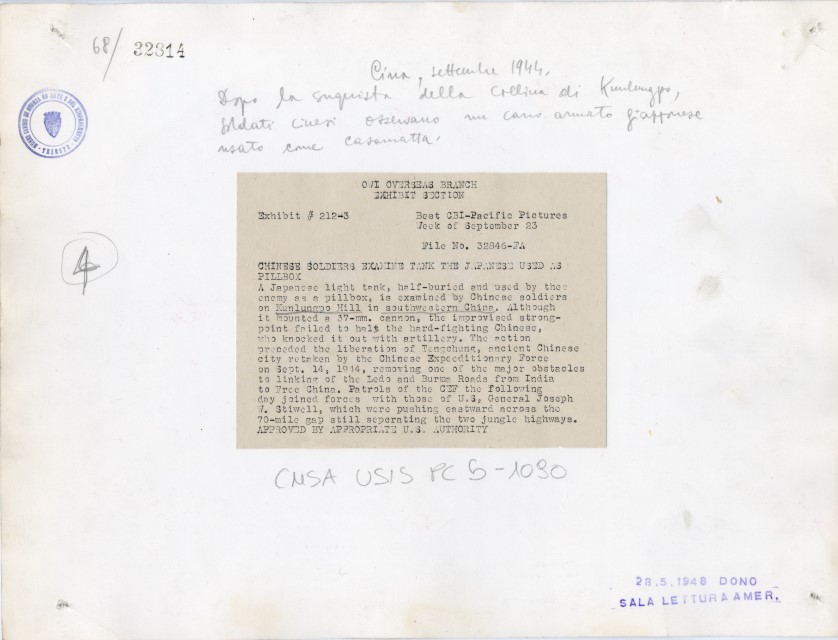 68/ 32814
Cina, settembre 1944.
Dopo la conquista della collina di Kunlungpo,
soldati cinesi osservano un carro armato giapponese
usato come casamatta.
TRIESTE
OWI OVERSEAS BRANCH
EXHIBIT SECTION
Exhibit # 212-3 Best CBI-Pacific Pictures
Week of September 23
File No. 32846-FA
CHINESE SOLDIERS EXAMINE TANK THE JAPANESE USED AS
PILLBOX
A Japanese light tank, half-buried and used by thee
enemy as a pillbox, is examined by Chinese soldiers
on Kunlungpo Hill in southwestern China. Although
it mounted a 37-mm. cannon, the improvised strong-
point failed to halt the hard-fighting Chinese,
who knocked it out with artillery. The action
preceded the liberation of Tengchung, ancient Chinese
city retaken by the Chinese Expeditionary Force
on Sept. 14, 1944, removing one of the major obstacles
to linking of the Ledo and Burma Roads from India
to Free China. Patrols of the CEF the following
day joined forces with those of U.S. General Joseph
W. Stiwell, which were pushing eastward across the
70-mile gap still seperating the two jungle highways.
APPROVED BY APPROPRIATE U.S. AUTHORITY
4
CMSA USIS PC 5-1090
28.5.1948 DONO
SALA LETTURA AMER.